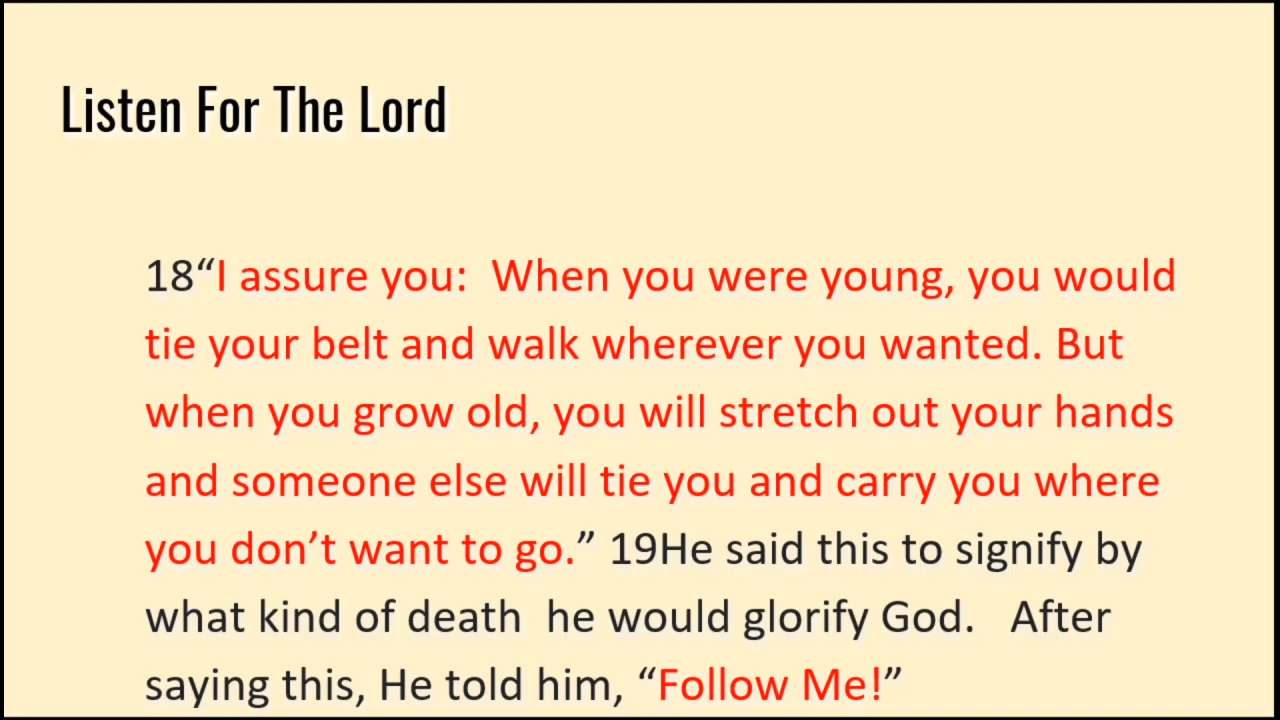 Listen For The Lord
18“I assure you:  When you were young, you would
tie your belt and walk wherever you wanted. But
when you grow old, you will stretch out your hands
and someone else will tie you and carry you where
you don’t want to go.” 19He said this to signify by
what kind of death  he would glorify God.   After
saying this, He told him, “Follow Me!”